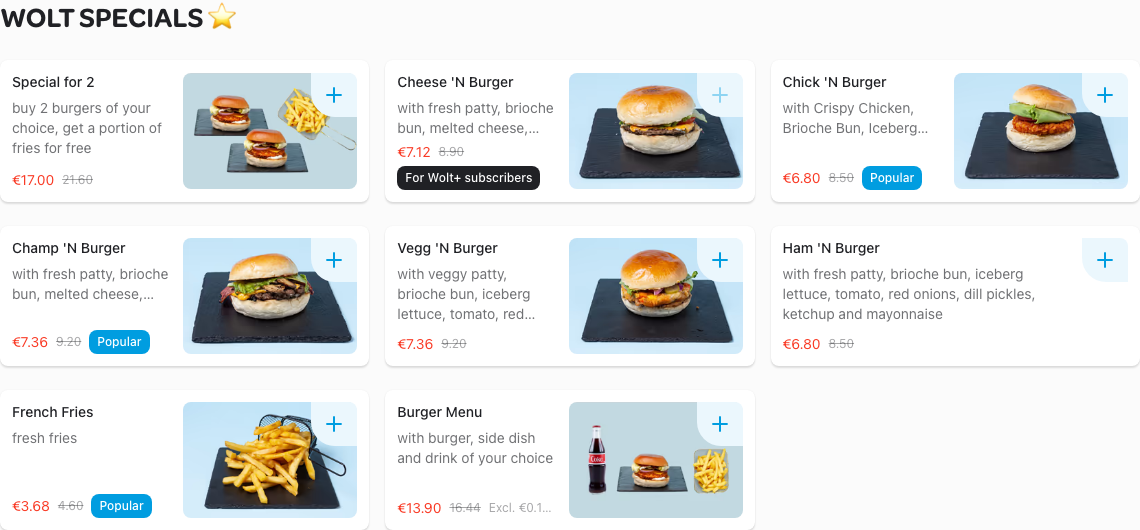 WOLT SPECIALS ⭐
Special for 2
buy 2 burgers of your
choice, get a portion of
fries for free
€17.00 21.60
Cheese 'N Burger
with fresh patty, brioche
bun, melted cheese,...
€7.12 8.90
For Wolt+ subscribers
Chick 'N Burger
with Crispy Chicken,
Brioche Bun, Iceberg...
€6.80 8.50 Popular
Champ 'N Burger
with fresh patty, brioche
bun, melted cheese,...
€7.36 9.20 Popular
Vegg 'N Burger
with veggy patty,
brioche bun, iceberg
lettuce, tomato, red...
€7.36 9.20
Ham 'N Burger
with fresh patty, brioche bun, iceberg
lettuce, tomato, red onions, dill pickles,
ketchup and mayonnaise
€6.80 8.50
French Fries
fresh fries
€3.68 4.60 Popular
Burger Menu
with burger, side dish
and drink of your choice
€13.90 16.44 Excl. €0.1...
Coke